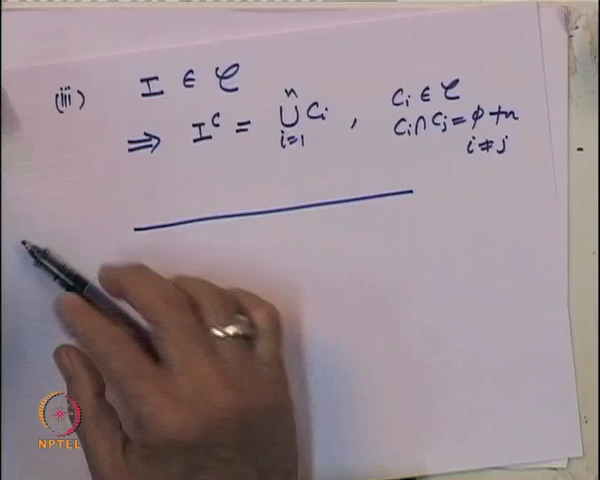 (iii) I ∈ 𝒞
⇒ I^c = ⋃_{i=1}^{n} C_i , C_i ∈ 𝒞
C_i ∩ C_j = φ ∀ n
i ≠ j
NPTEL